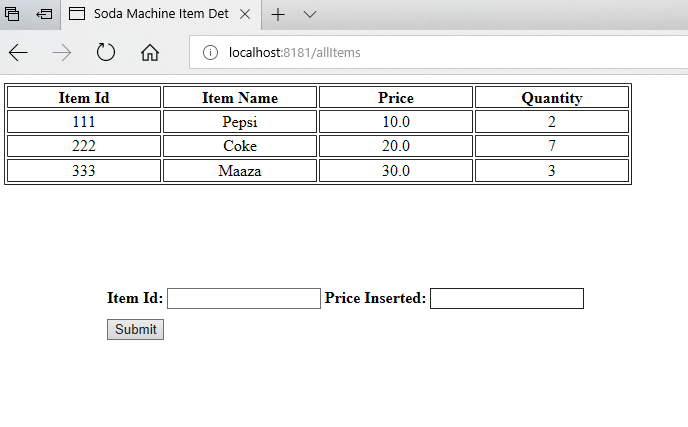 Soda Machine Item Det
localhost:8181/allItems
Item Id Item Name Price Quantity
111 Pepsi 10.0 2
222 Coke 20.0 7
333 Maaza 30.0 3
Item Id: Price Inserted:
Submit